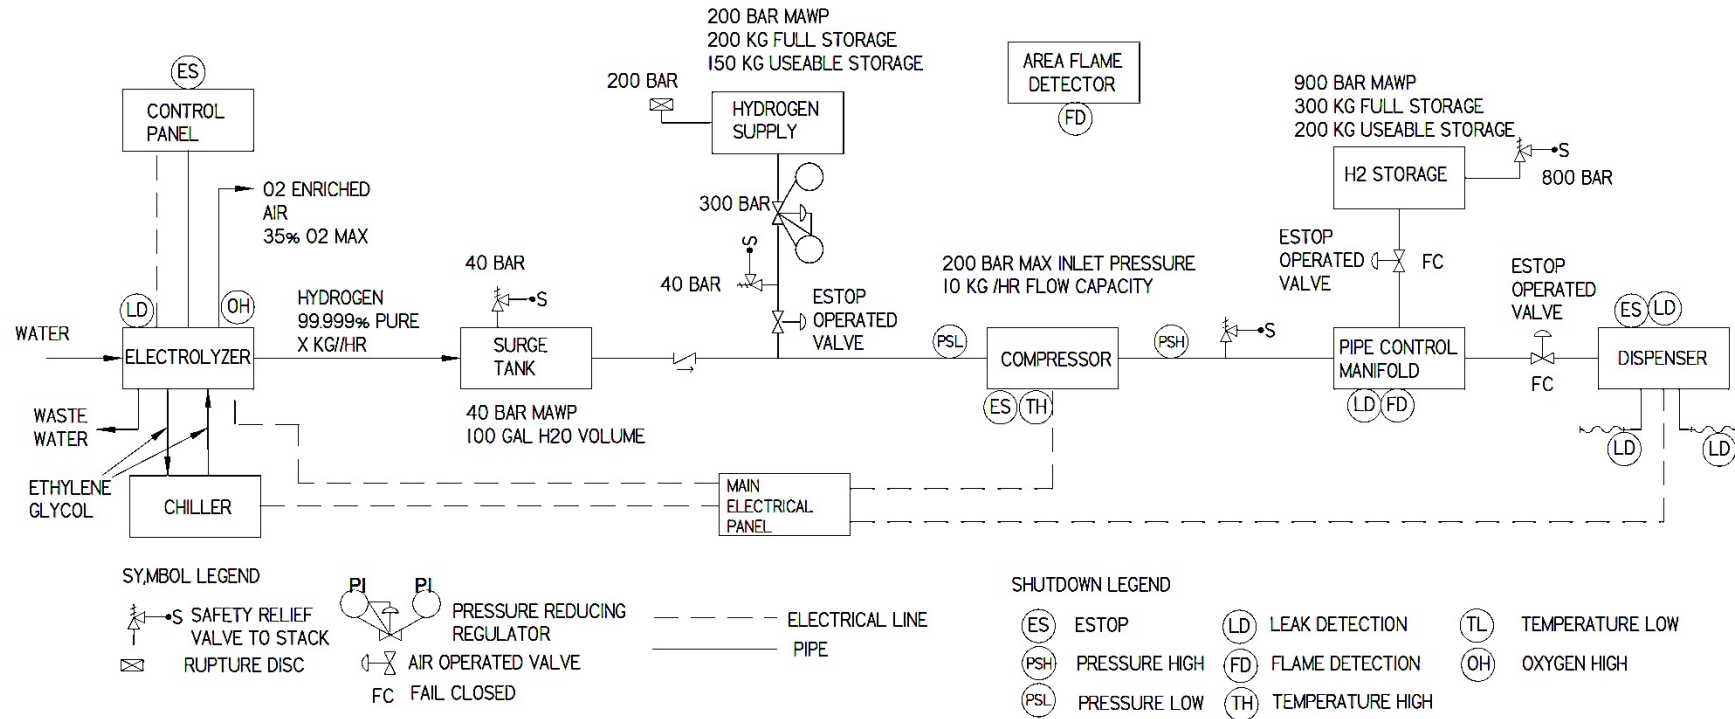 200 BAR MAWP
200 KG FULL STORAGE
150 KG USEABLE STORAGE
200 BAR
HYDROGEN
SUPPLY
AREA FLAME
DETECTOR
FD
900 BAR MAWP
300 KG FULL STORAGE
200 KG USEABLE STORAGE
H2 STORAGE
S
800 BAR
ES
CONTROL
PANEL
O2 ENRICHED
AIR
35% O2 MAX
300 BAR
S
40 BAR
ESTOP
OPERATED
VALVE
ESTOP
OPERATED
VALVE
FC
ESTOP
OPERATED
VALVE
FC
LD
OH
WATER
ELECTROLYZER
HYDROGEN
99.999% PURE
X KG//HR
40 BAR
S
SURGE
TANK
40 BAR MAWP
100 GAL H20 VOLUME
200 BAR MAX INLET PRESSURE
10 KG /HR FLOW CAPACITY
PSL
COMPRESSOR
ES
TH
PSH
S
PIPE CONTROL
MANIFOLD
LD
FD
ES
LD
DISPENSER
LD
LD
WASTE
WATER
ETHYLENE
GLYCOL
CHILLER
MAIN
ELECTRICAL
PANEL
SY,MBOL LEGEND
S SAFETY RELIEF
VALVE TO STACK
RUPTURE DISC
PI
PI
PRESSURE REDUCING
REGULATOR
AIR OPERATED VALVE
FC FAIL CLOSED
ELECTRICAL LINE
PIPE
SHUTDOWN LEGEND
ES ESTOP
LD LEAK DETECTION
TL TEMPERATURE LOW
PSH PRESSURE HIGH
FD FLAME DETECTION
OH OXYGEN HIGH
PSL PRESSURE LOW
TH TEMPERATURE HIGH